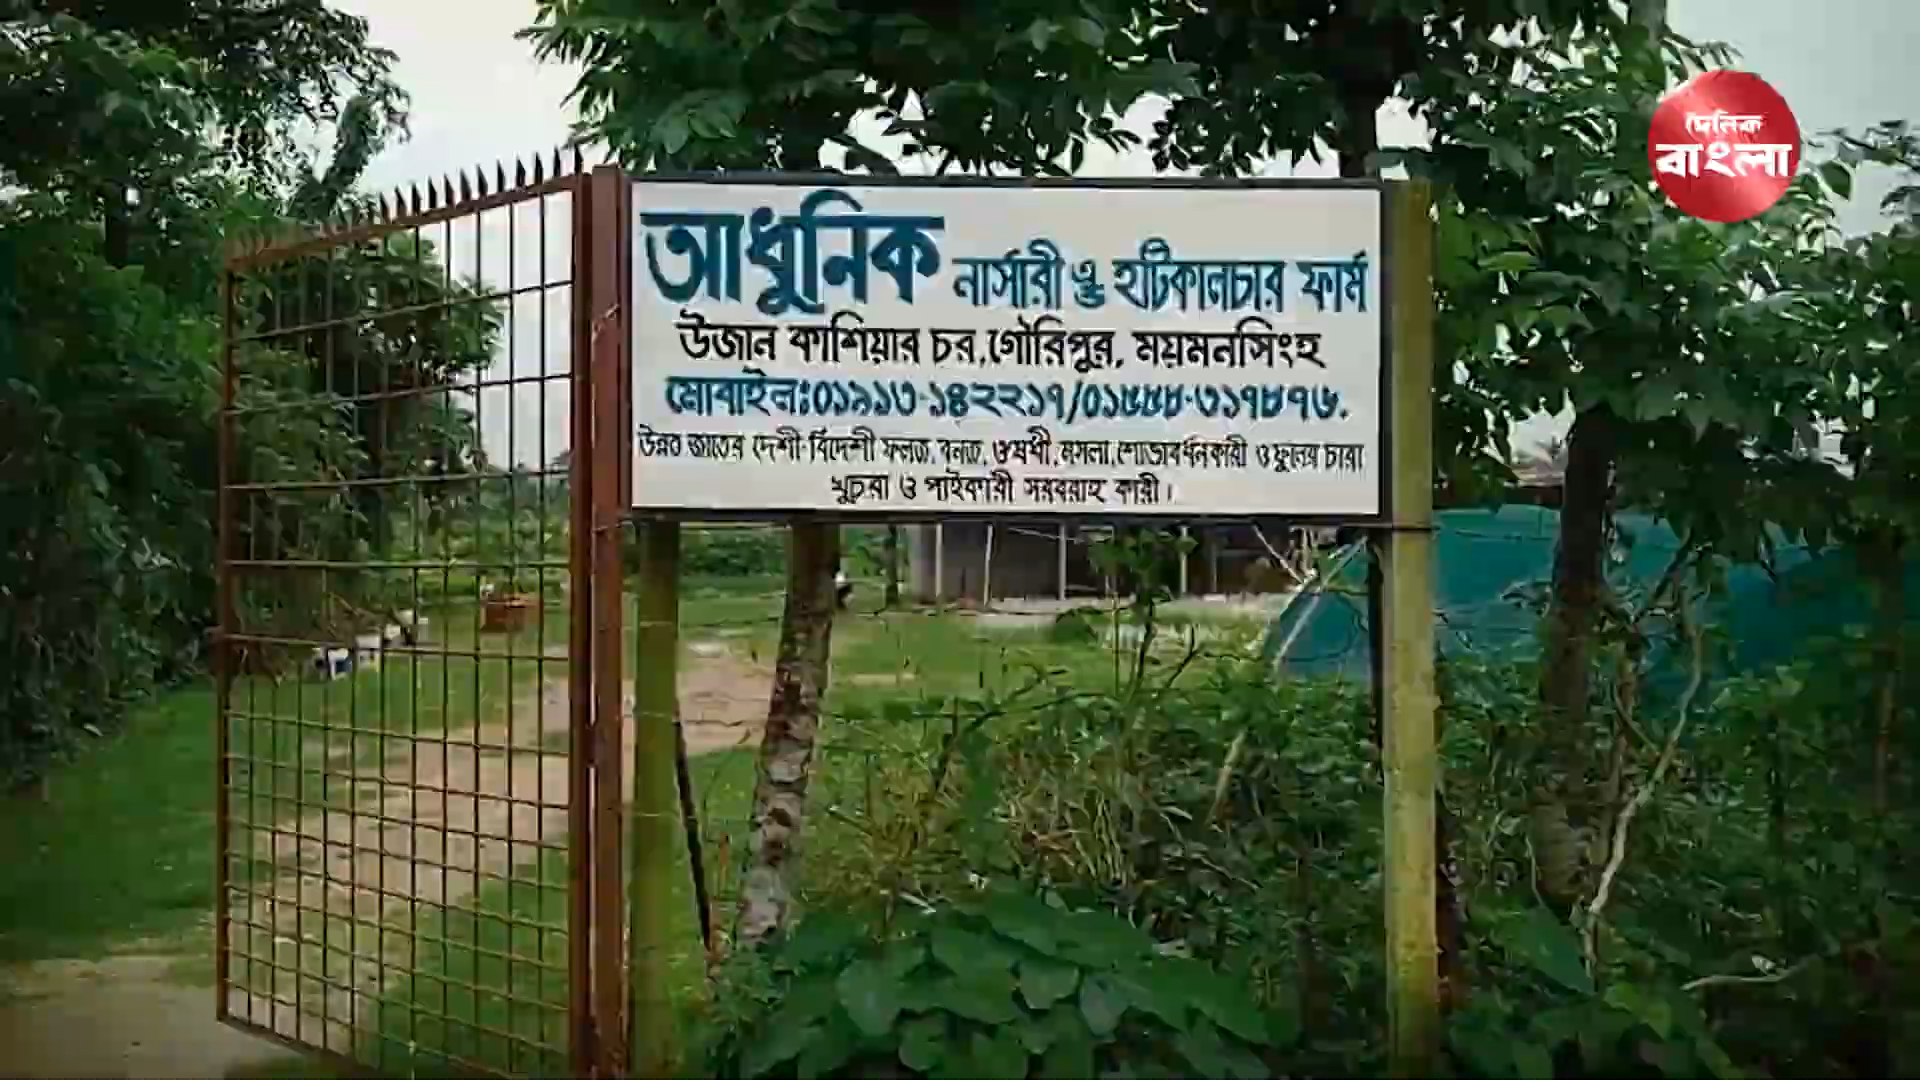 দৈনিক
বাংলা
আধুনিক নার্সারী ও হর্টিকালচার ফার্ম
উজান কাশিয়ার চর, গৌরিপুর, ময়মনসিংহ
মোবাইলঃ ০১৯১৩-১৪২২১৭/০১৫৫৮-৩১৭৮৭৬.
উন্নত জাতের দেশী-বিদেশী ফলজ, বনজ, ঔষধী, মসলা, শোভাবর্ধনকারী ও ফুলের চারা
খুচরা ও পাইকারী সরবরাহ কারী।